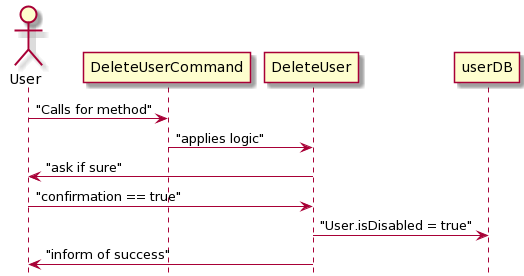 User
DeleteUserCommand
DeleteUser
userDB
"Calls for method"
"applies logic"
"ask if sure"
"confirmation == true"
"User.isDisabled = true"
"inform of success"